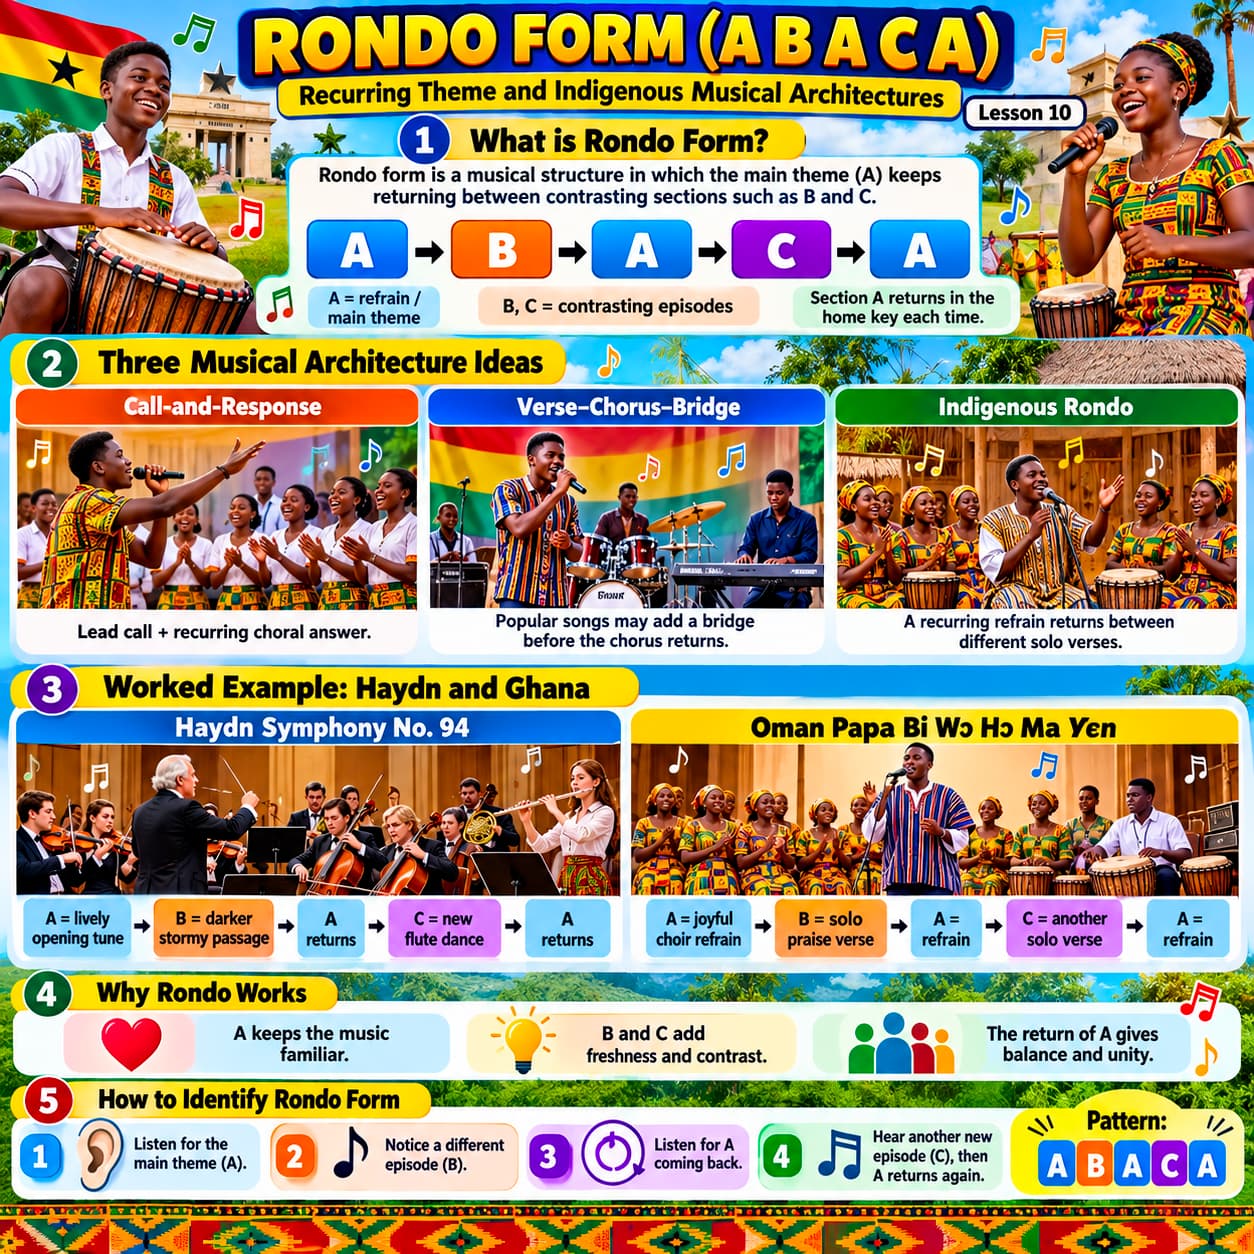 RONDO FORM (A B A C A)
Recurring Theme and Indigenous Musical Architectures
Lesson 10
1 What is Rondo Form?
Rondo form is a musical structure in which the main theme (A) keeps
returning between contrasting sections such as B and C.
A B A C A
A = refrain /
main theme
B, C = contrasting episodes
Section A returns in the
home key each time.
2 Three Musical Architecture Ideas
Call-and-Response
Lead call + recurring choral answer.
Verse–Chorus–Bridge
Popular songs may add a bridge
before the chorus returns.
Indigenous Rondo
A recurring refrain returns between
different solo verses.
3 Worked Example: Haydn and Ghana
Haydn Symphony No. 94
A = lively
opening tune
B = darker
stormy passage
A
returns
C = new
flute dance
A
returns
Oman Papa Bi Wɔ Hɔ Ma Yɛn
A = joyful
choir refrain
B = solo
praise verse
A =
refrain
C = another
solo verse
A =
refrain
4 Why Rondo Works
A keeps the music
familiar.
B and C add
freshness and contrast.
The return of A gives
balance and unity.
5 How to Identify Rondo Form
1 Listen for the
main theme (A).
2 Notice a different
episode (B).
3 Listen for A
coming back.
4 Hear another new
episode (C), then
A returns again.
Pattern:
A B A C A